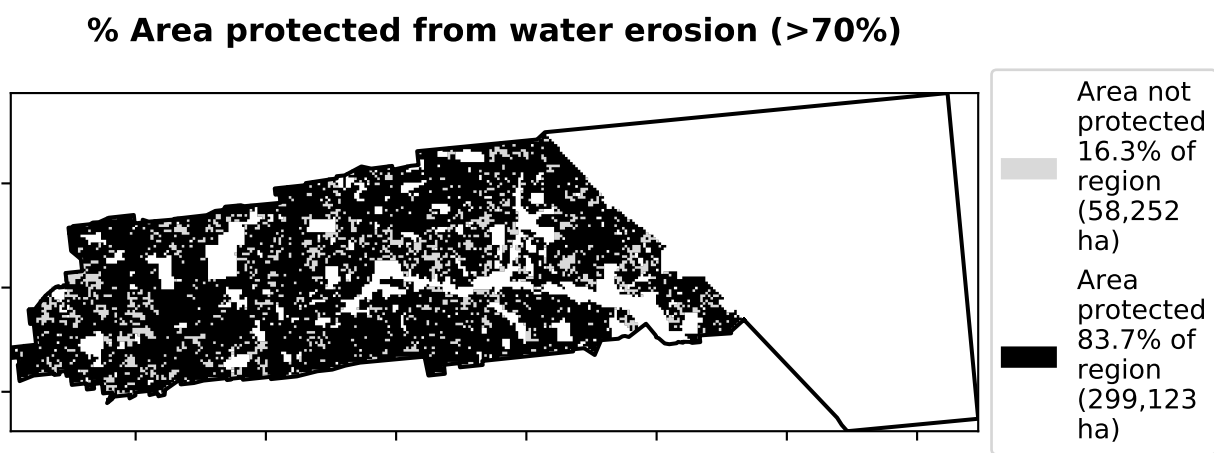 % Area protected from water erosion (>70%)
Area not
protected
16.3% of
region
(58,252
ha)
Area
protected
83.7% of
region
(299,123
ha)